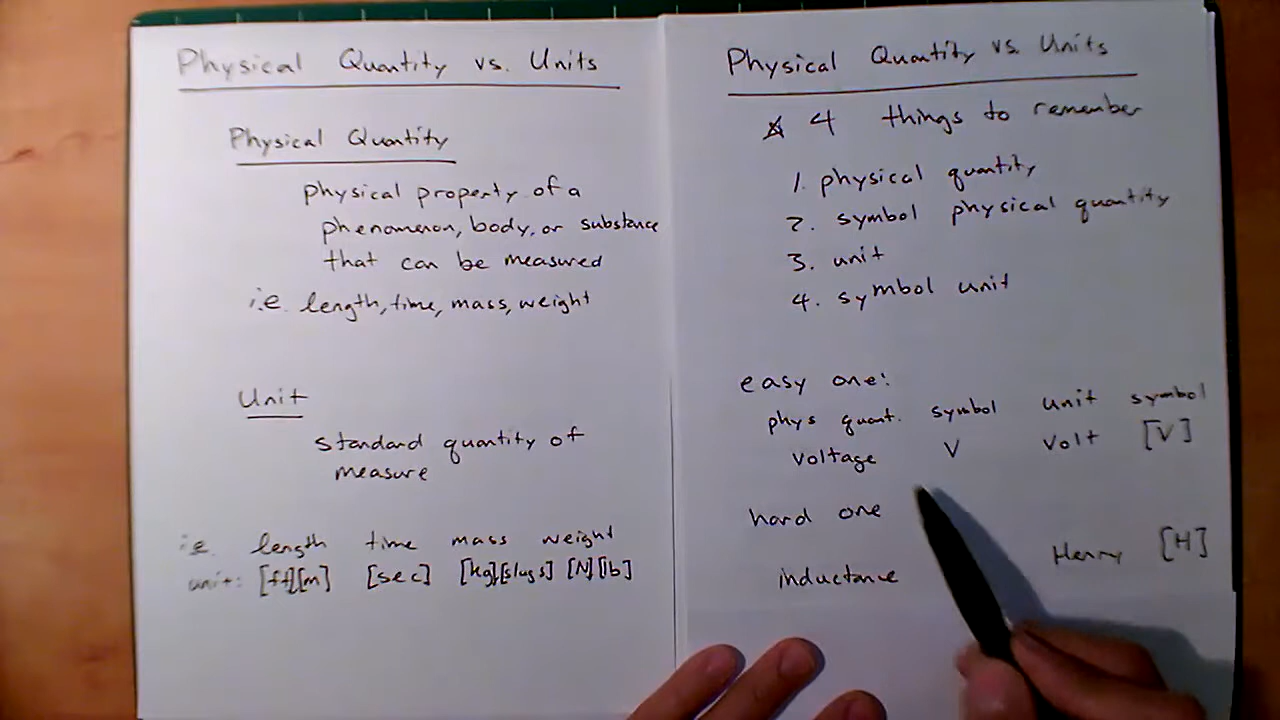 Physical Quantity vs. Units
Physical Quantity
physical property of a
phenomenon, body, or substance
that can be measured
i.e. length, time, mass, weight
Unit
standard quantity of
measure
i.e. length time mass weight
unit: [ft][m] [sec] [kg][slugs] [N][lb]
Physical Quantity vs. Units
☆ 4 things to remember
1. physical quantity
2. symbol physical quantity
3. unit
4. symbol unit
easy one:
phys quant. symbol unit symbol
voltage V Volt [V]
hard one
inductance Henry [H]